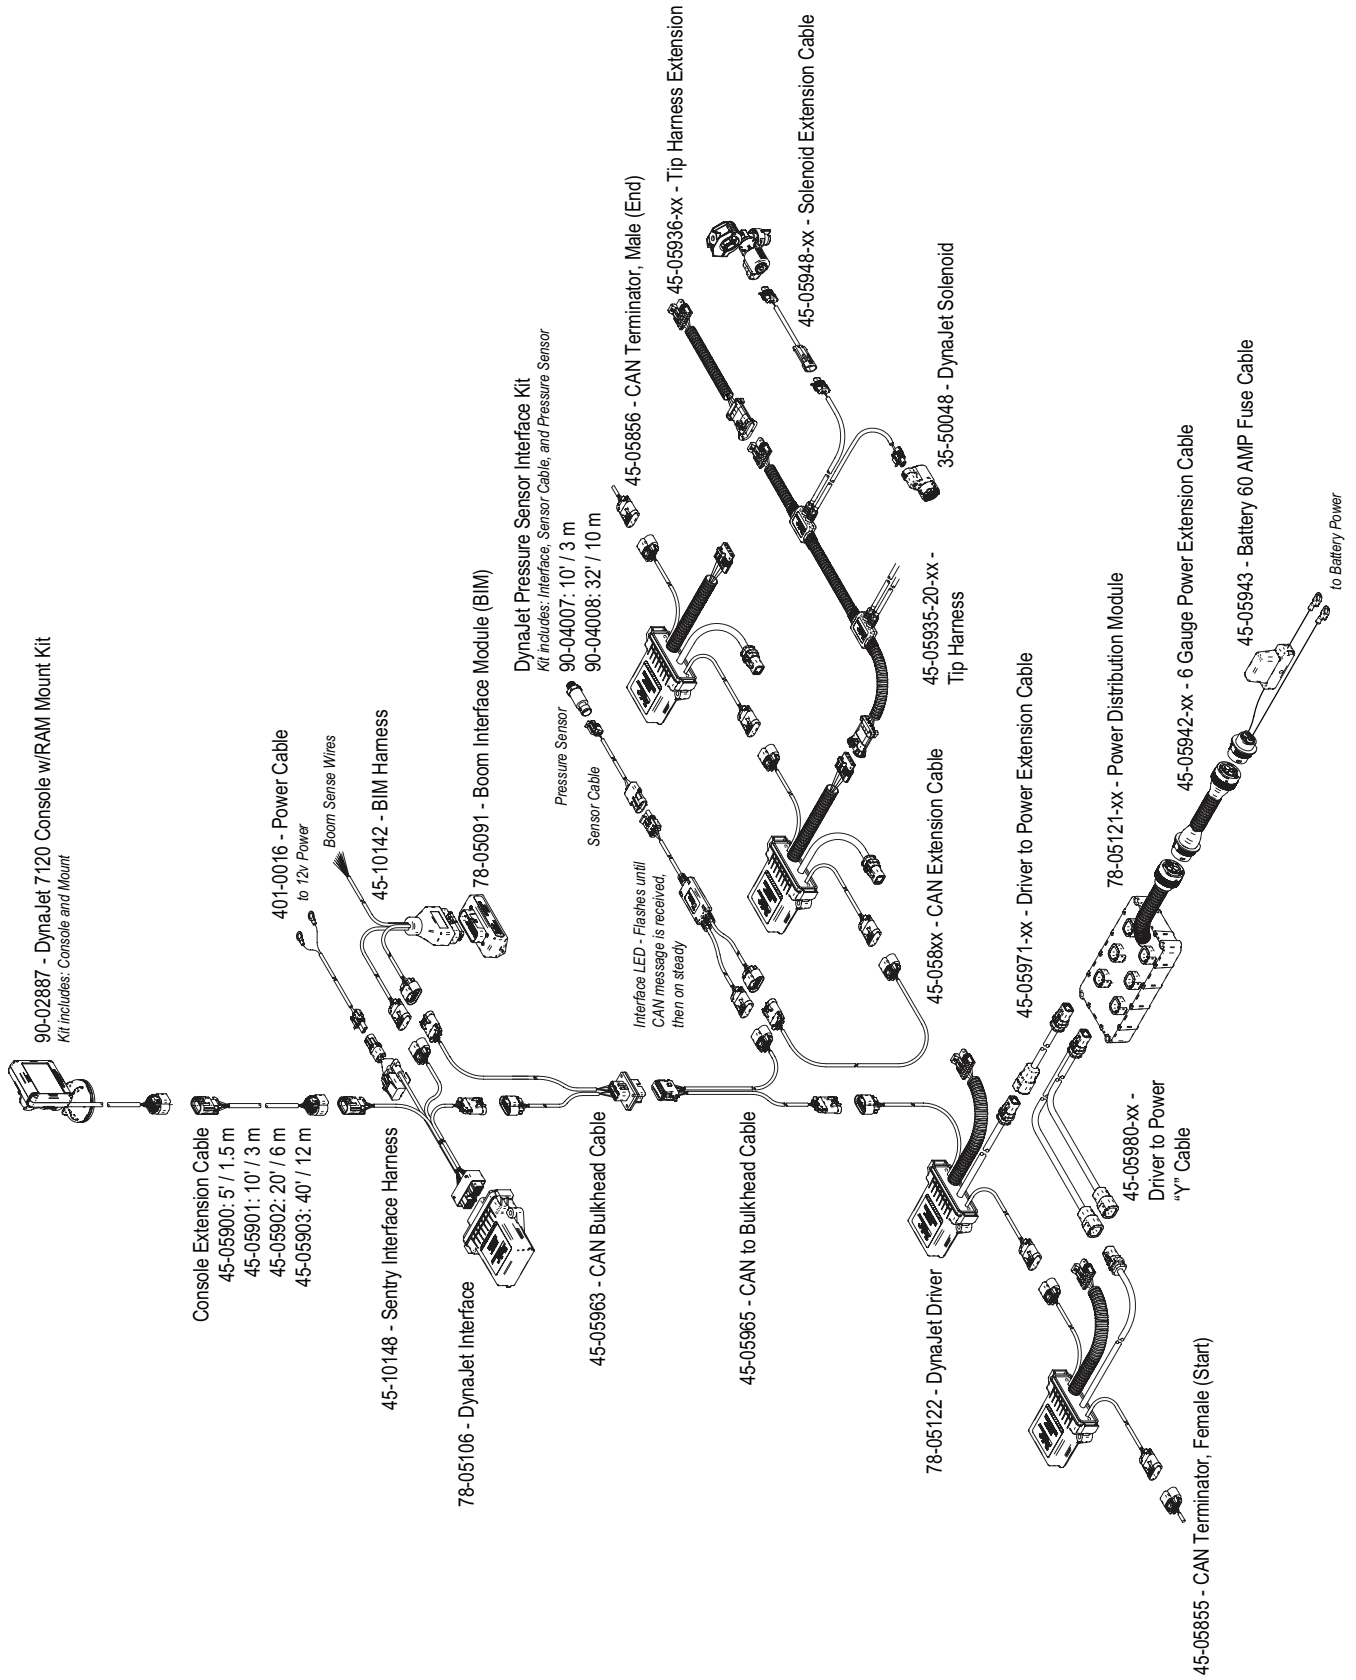 90-02887 - DynaJet 7120 Console w/RAM Mount Kit
Kit includes: Console and Mount
Console Extension Cable
45-05900: 5' / 1.5 m
45-05901: 10' / 3 m
45-05902: 20' / 6 m
45-05903: 40' / 12 m
401-0016 - Power Cable
to 12v Power
Boom Sense Wires
45-10142 - BIM Harness
78-05091 - Boom Interface Module (BIM)
45-10148 - Sentry Interface Harness
78-05106 - DynaJet Interface
45-05963 - CAN Bulkhead Cable
DynaJet Pressure Sensor Interface Kit
Kit includes: Interface, Sensor Cable, and Pressure Sensor
90-04007: 10' / 3 m
90-04008: 32' / 10 m
Pressure Sensor
Sensor Cable
Interface LED - Flashes until
CAN message is received,
then on steady
45-05856 - CAN Terminator, Male (End)
45-05936-xx - Tip Harness Extension
45-05948-xx - Solenoid Extension Cable
35-50048 - DynaJet Solenoid
45-05935-20-xx -
Tip Harness
45-058xx - CAN Extension Cable
45-05965 - CAN to Bulkhead Cable
78-05122 - DynaJet Driver
45-05971-xx - Driver to Power Extension Cable
78-05121-xx - Power Distribution Module
45-05942-xx - 6 Gauge Power Extension Cable
45-05943 - Battery 60 AMP Fuse Cable
to Battery Power
45-05980-xx -
Driver to Power
“Y” Cable
45-05855 - CAN Terminator, Female (Start)